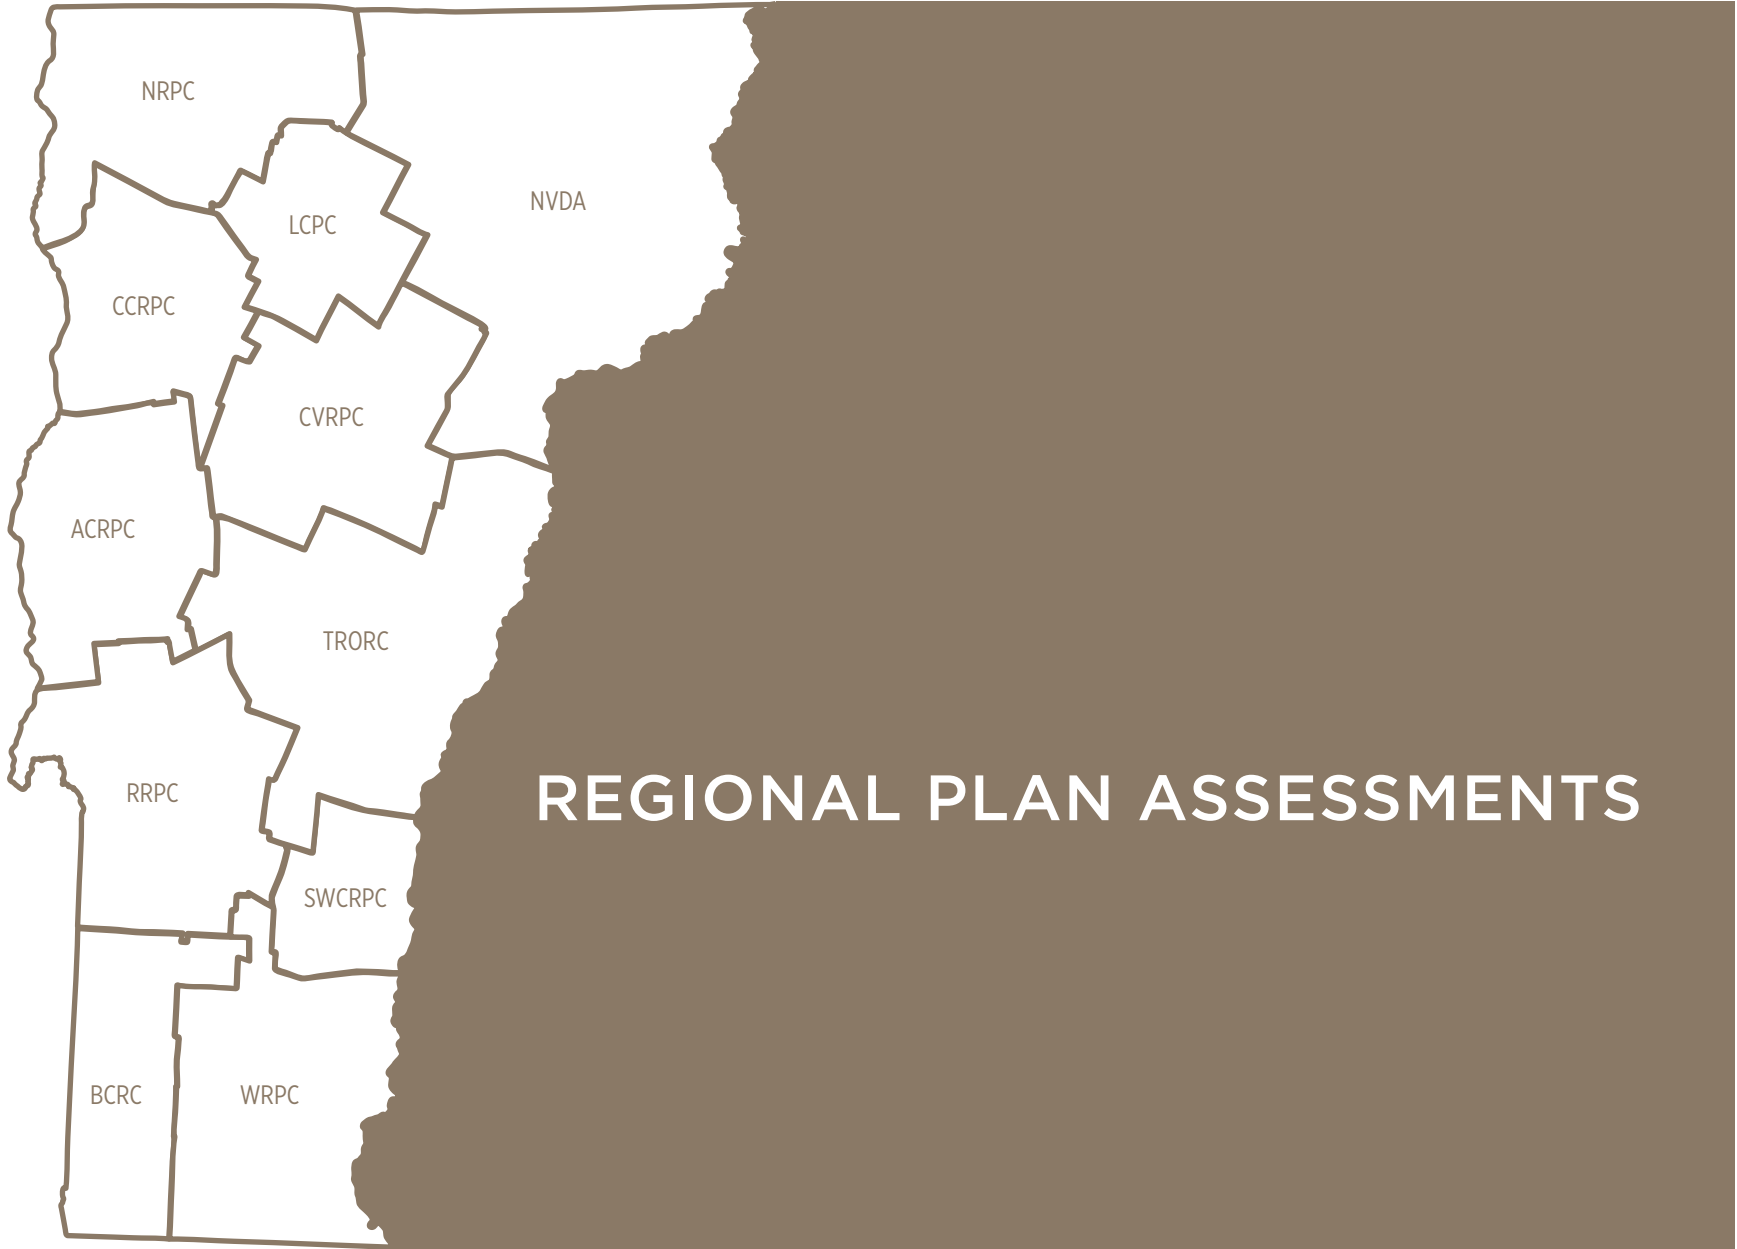 NRPC
NVDA
LCPC
CCRPC
CVRPC
ACRPC
TRORC
RRPC
REGIONAL PLAN ASSESSMENTS
SWCRPC
BCRC
WRPC